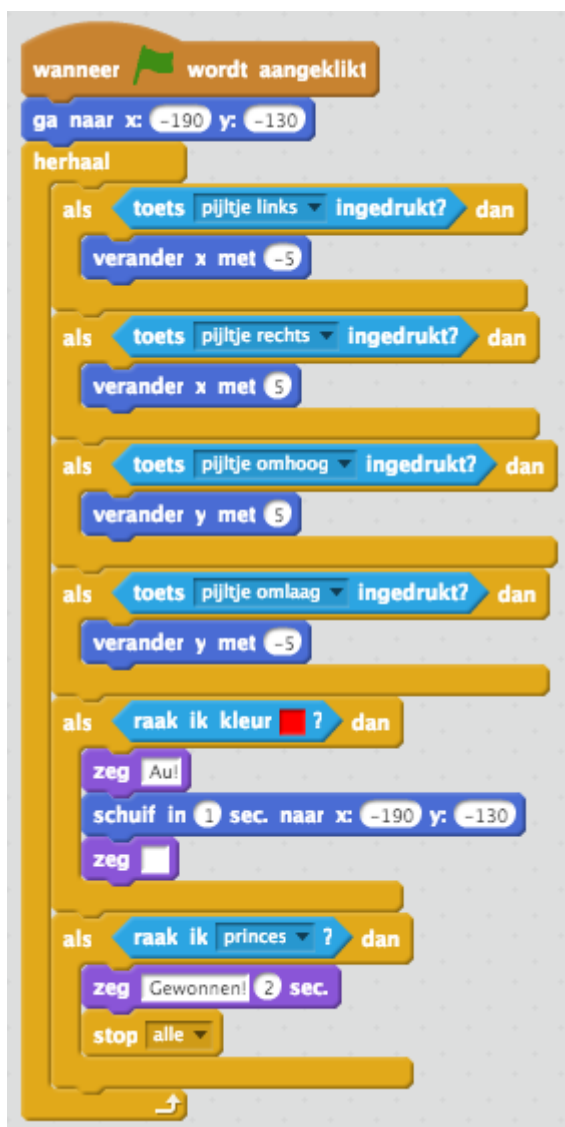 wanneer wordt aangeklikt
ga naar x: -190 y: -130
herhaal
als toets pijltje links ingedrukt? dan
verander x met -5
als toets pijltje rechts ingedrukt? dan
verander x met 5
als toets pijltje omhoog ingedrukt? dan
verander y met 5
als toets pijltje omlaag ingedrukt? dan
verander y met -5
als raak ik kleur ? dan
zeg Au!
schuif in 1 sec. naar x: -190 y: -130
zeg
als raak ik princes ? dan
zeg Gewonnen! 2 sec.
stop alle